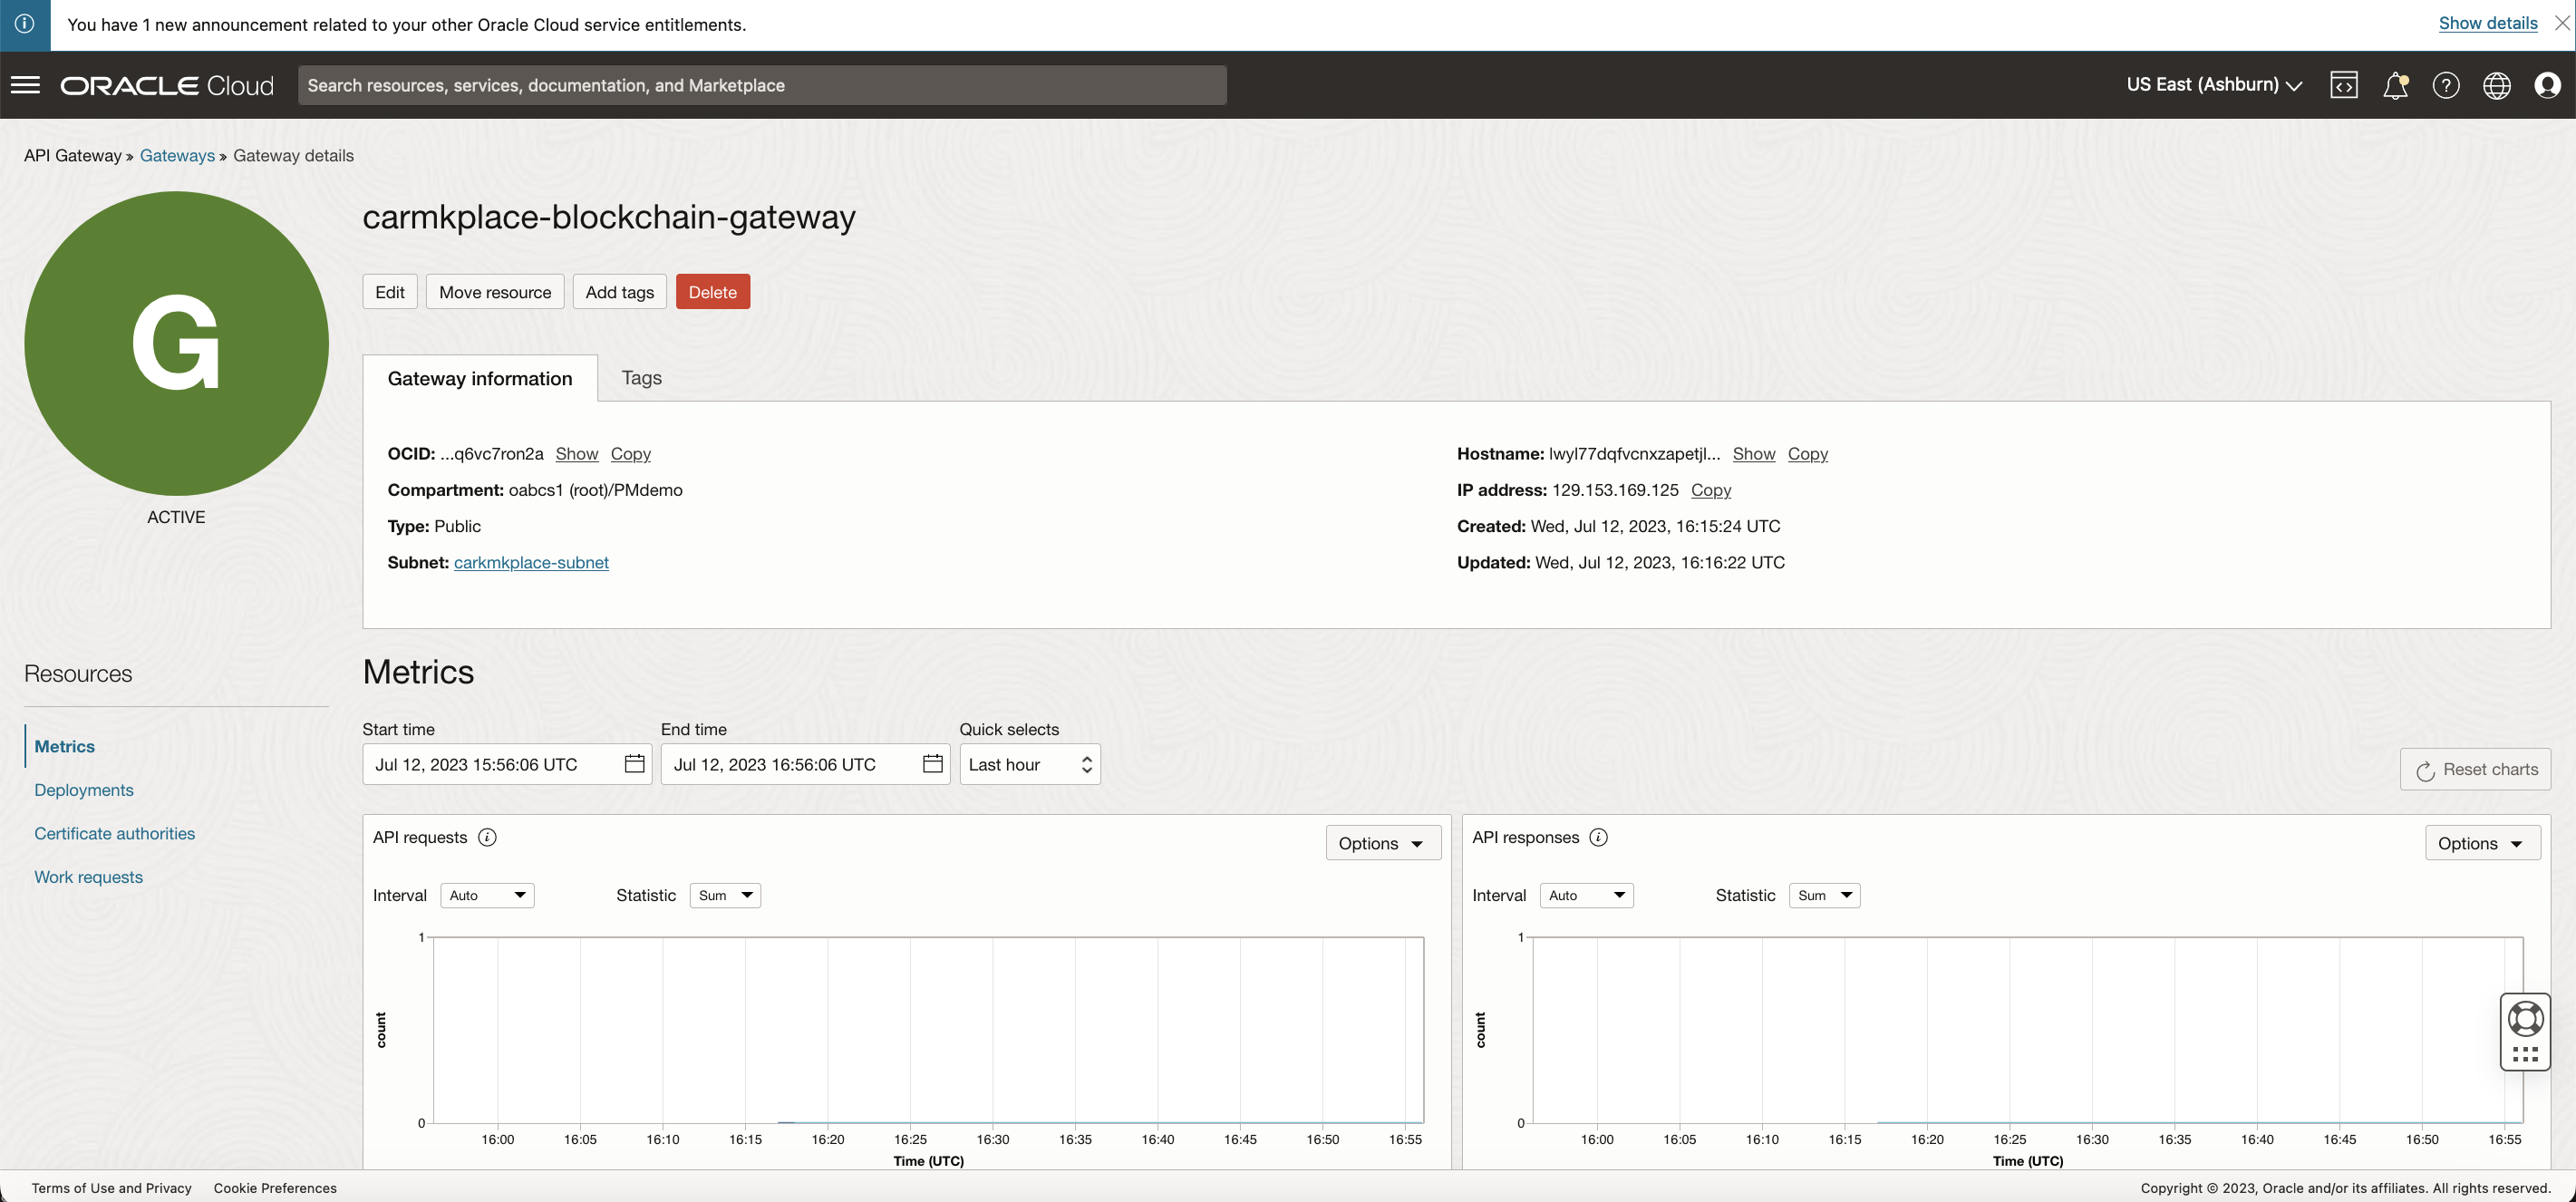 You have 1 new announcement related to your other Oracle Cloud service entitlements. Show details
ORACLE Cloud Search resources, services, documentation, and Marketplace US East (Ashburn)
API Gateway » Gateways » Gateway details
G
ACTIVE
carmkplace-blockchain-gateway
Edit Move resource Add tags Delete
Gateway information Tags
OCID: ...q6vc7ron2a Show Copy
Compartment: oabcs1 (root)/PMdemo
Type: Public
Subnet: carkmkplace-subnet
Hostname: lwyl77dqfvcnxzapetjl... Show Copy
IP address: 129.153.169.125 Copy
Created: Wed, Jul 12, 2023, 16:15:24 UTC
Updated: Wed, Jul 12, 2023, 16:16:22 UTC
Resources
Metrics
Deployments
Certificate authorities
Work requests
Metrics
Start time End time Quick selects
Jul 12, 2023 15:56:06 UTC Jul 12, 2023 16:56:06 UTC Last hour Reset charts
API requests Options
Interval Auto Statistic Sum
1
count
0
16:00 16:05 16:10 16:15 16:20 16:25 16:30 16:35 16:40 16:45 16:50 16:55
Time (UTC)
API responses Options
Interval Auto Statistic Sum
1
count
0
16:00 16:05 16:10 16:15 16:20 16:25 16:30 16:35 16:40 16:45 16:50 16:55
Time (UTC)
Terms of Use and Privacy Cookie Preferences Copyright © 2023, Oracle and/or its affiliates. All rights reserved.